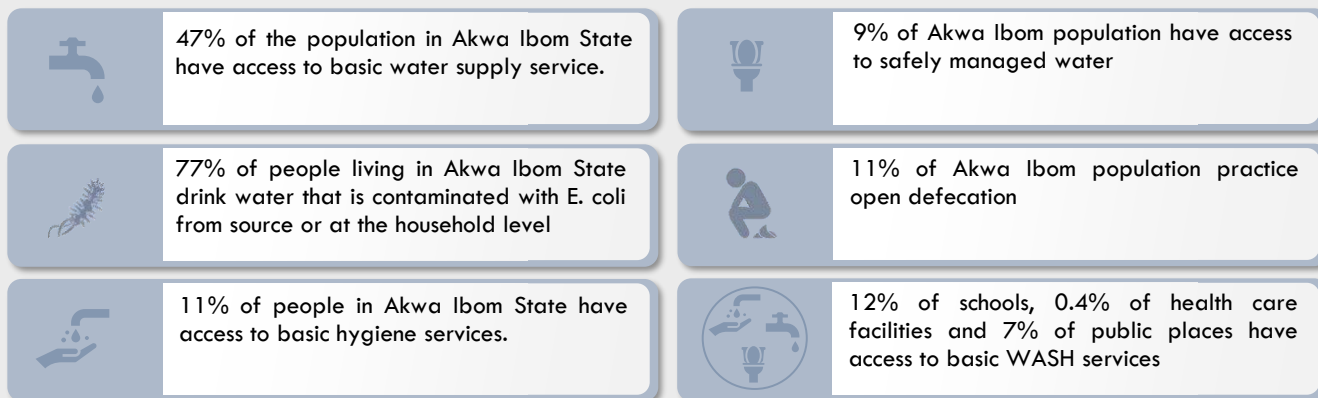 47% of the population in Akwa Ibom State
have access to basic water supply service.
9% of Akwa Ibom population have access
to safely managed water
77% of people living in Akwa Ibom State
drink water that is contaminated with E. coli
from source or at the household level
11% of Akwa Ibom population practice
open defecation
11% of people in Akwa Ibom State have
access to basic hygiene services.
12% of schools, 0.4% of health care
facilities and 7% of public places have
access to basic WASH services